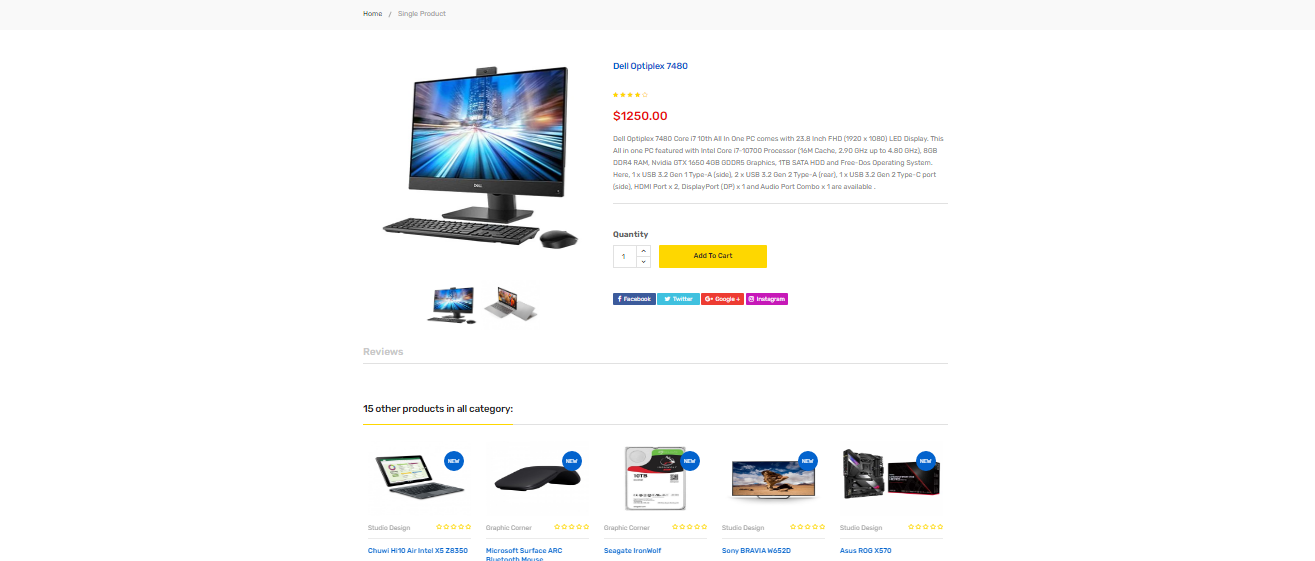 Home / Single Product
Dell Optiplex 7480
$1250.00
Dell Optiplex 7480 Core i7 10th All In One PC comes with 23.8 Inch FHD (1920 x 1080) LED Display. This
All in one PC featured with Intel Core i7-10700 Processor (16M Cache, 2.90 GHz up to 4.80 GHz), 8GB
DDR4 RAM, Nvidia GTX 1650 4GB GDDR5 Graphics, 1TB SATA HDD and Free-Dos Operating System.
Here, 1 x USB 3.2 Gen 1 Type-A (side), 2 x USB 3.2 Gen 2 Type-A (rear), 1 x USB 3.2 Gen 2 Type-C port
(side), HDMI Port x 2, DisplayPort (DP) x 1 and Audio Port Combo x 1 are available .
DELL
Quantity
1
Add To Cart
Facebook Twitter Google + Instagram
Reviews
15 other products in all category:
NEW NEW NEW NEW NEW
10TB
Studio Design Graphic Corner Graphic Corner Studio Design Studio Design
Chuwi Hi10 Air Intel X5 Z8350 Microsoft Surface ARC Seagate IronWolf Sony BRAVIA W652D Asus ROG X570
Bluetooth Mouse